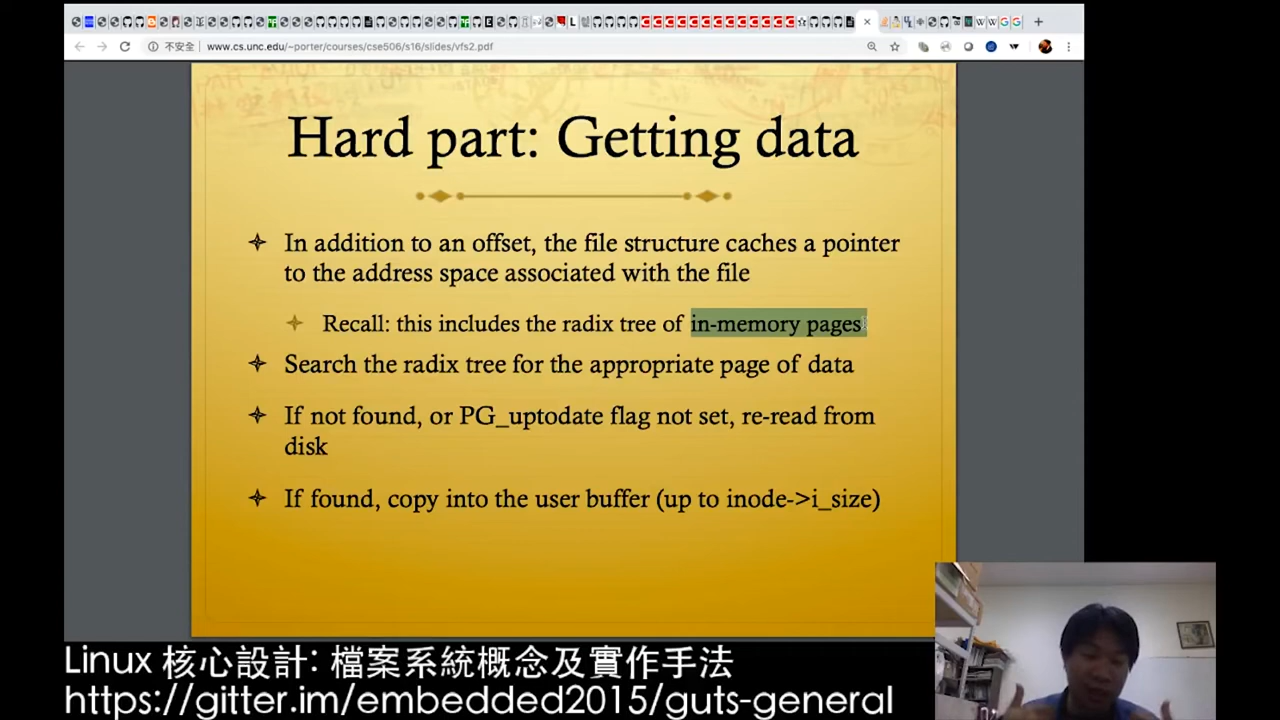 不安全
www.cs.unc.edu/~porter/courses/cse506/s16/slides/vfs2.pdf
Hard part: Getting data
In addition to an offset, the file structure caches a pointer
to the address space associated with the file
Recall: this includes the radix tree of in-memory pages
Search the radix tree for the appropriate page of data
If not found, or PG_uptodate flag not set, re-read from
disk
If found, copy into the user buffer (up to inode->i_size)
Linux 核心設計: 檔案系統概念及實作手法
https://gitter.im/embedded2015/guts-general